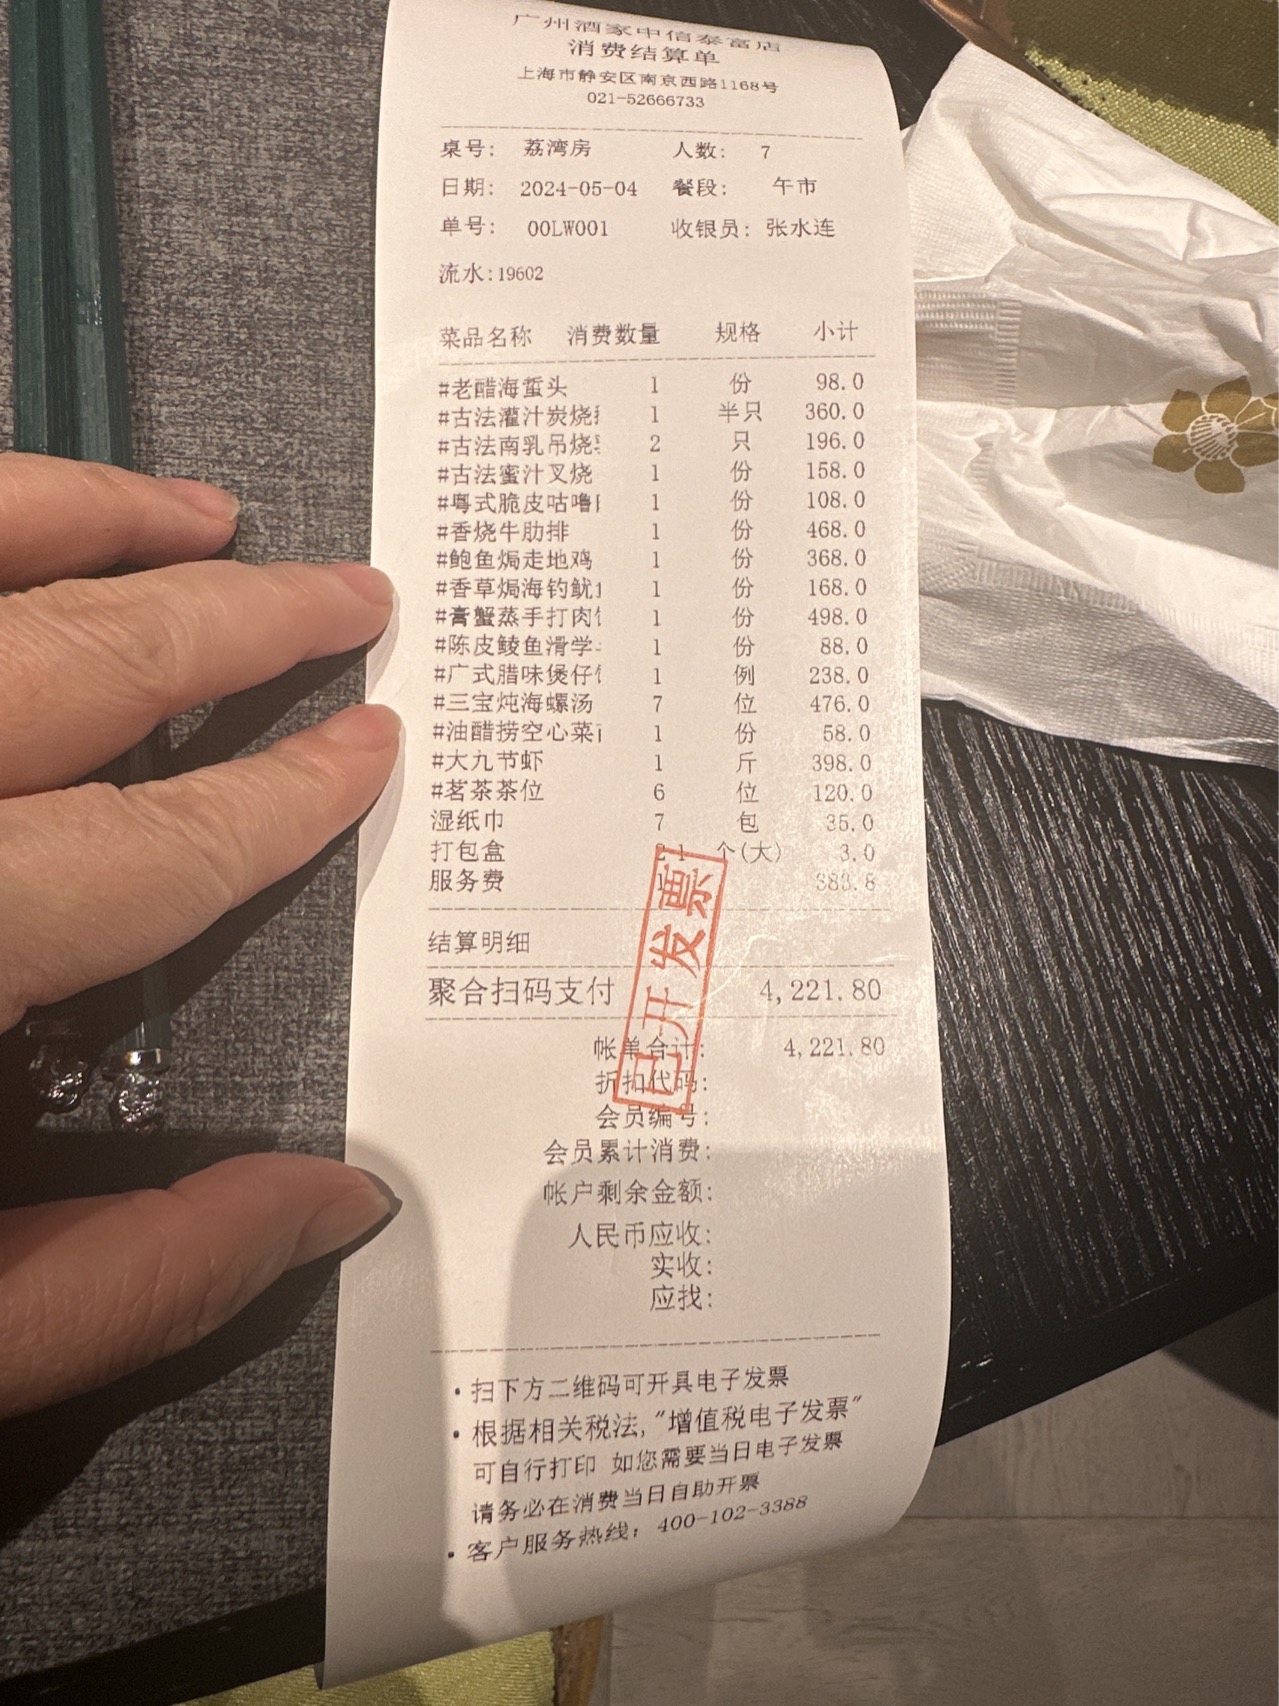 广州酒家中信泰富店
消费结算单
上海市静安区南京西路1168号
021-52666733
桌号: 荔湾房 人数: 7
日期: 2024-05-04 餐段: 午市
单号: 00LW001 收银员: 张水连
流水:19602
菜品名称 消费数量 规格 小计
#老醋海蜇头 1 份 98.0
#古法灌汁炭烧 1 半只 360.0
#古法南乳吊烧 2 只 196.0
#古法蜜汁叉烧 1 份 158.0
#粤式脆皮咕噜 1 份 108.0
#香烧牛肋排 1 份 468.0
#鲍鱼焗走地鸡 1 份 368.0
#香草焗海钓鱿 1 份 168.0
#膏蟹蒸手打肉 1 份 498.0
#陈皮鲮鱼滑学 1 份 88.0
#广式腊味煲仔 1 例 238.0
#三宝炖海螺汤 7 位 476.0
#油醋捞空心菜 1 份 58.0
#大九节虾 1 斤 398.0
#茗茶茶位 6 位 120.0
湿纸巾 7 包 35.0
打包盒 1 个(大) 3.0
服务费 1 383.8
结算明细
聚合扫码支付 4,221.80
帐单合计: 4,221.80
折扣代码:
会员编号:
会员累计消费:
帐户剩余金额:
人民币应收:
实收:
应找:
已开发票
•扫下方二维码可开具电子发票
•根据相关税法,"增值税电子发票"
可自行打印 如您需要当日电子发票
请务必在消费当日自助开票
•客户服务热线: 400-102-3388